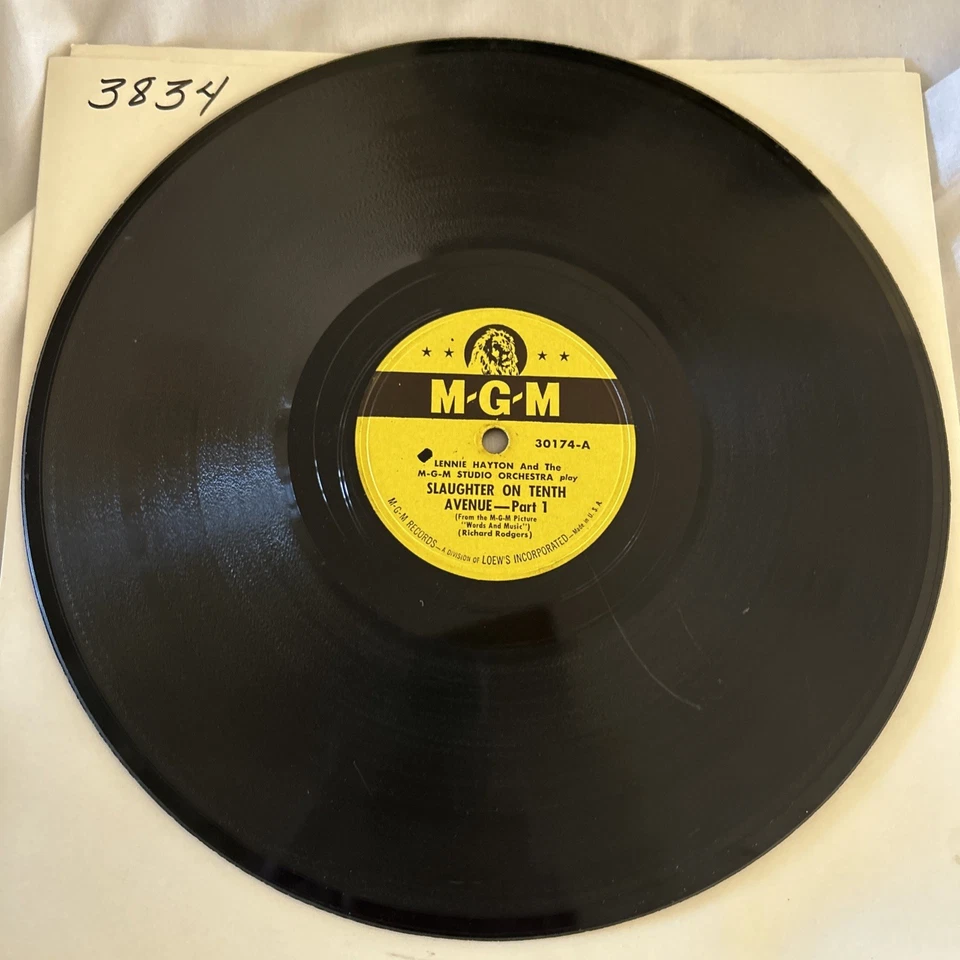 3834
M-G-M
30174-A
LENNIE HAYTON And The
M-G-M STUDIO ORCHESTRA play
SLAUGHTER ON TENTH
AVENUE—Part 1
(From the M-G-M Picture
"Words And Music")
(Richard Rodgers)
M-G-M RECORDS—A DIVISION OF LOEW'S INCORPORATED—Made in U.S.A.